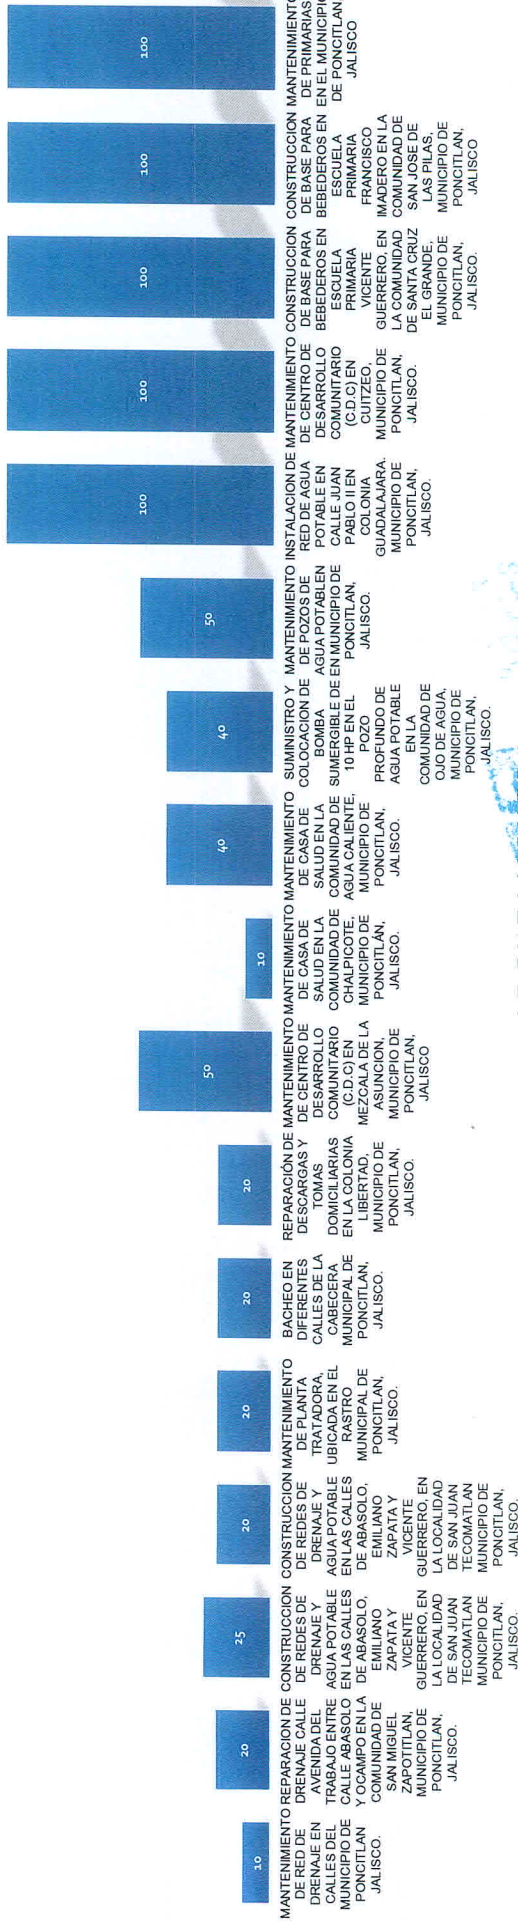 10
20
25
20
20
20
20
50
10
40
40
50
100
100
100
100
100
MANTENIMIENTO
DE RED DE
DRENAJE EN
CALLES DEL
MUNICIPIO DE
PONCITLAN
JALISCO.
REPARACION DE
DRENAJE CALLE
AVENIDA DEL
TRABAJO ENTRE
CALLE ABASOLO
Y OCAMPO EN LA
COMUNIDAD DE
SAN MIGUEL
ZAPOTITLAN,
MUNICIPIO DE
PONCITLAN,
JALISCO.
CONSTRUCCION
DE REDES DE
DRENAJE Y
AGUA POTABLE
EN LAS CALLES
DE ABASOLO,
EMILIANO
ZAPATA Y
VICENTE
GUERRERO, EN
LA LOCALIDAD
DE SAN JUAN
TECOMATLAN
MUNICIPIO DE
PONCITLAN,
JALISCO.
CONSTRUCCION
DE REDES DE
DRENAJE Y
AGUA POTABLE
EN LAS CALLES
DE ABASOLO,
EMILIANO
ZAPATA Y
VICENTE
GUERRERO, EN
LA LOCALIDAD
DE SAN JUAN
TECOMATLAN
MUNICIPIO DE
PONCITLAN,
JALISCO.
MANTENIMIENTO
DE PLANTA
TRATADORA,
UBICADA EN EL
RASTRO
MUNICIPAL DE
PONCITLAN,
JALISCO.
BACHEO EN
DIFERENTES
CALLES DE LA
CABECERA
MUNICIPAL DE
PONCITLAN,
JALISCO.
REPARACIÓN DE
DESCARGAS Y
TOMAS
DOMICILIARIAS
EN LA COLONIA
LIBERTAD,
MUNICIPIO DE
PONCITLAN,
JALISCO.
MANTENIMIENTO
DE CENTRO DE
DESARROLLO
COMUNITARIO
(C.D.C) EN
MEZCALA DE LA
ASUNCION,
MUNICIPIO DE
PONCITLAN,
JALISCO
MANTENIMIENTO
DE CASA DE
SALUD EN LA
COMUNIDAD DE
CHALPICOTE,
MUNICIPIO DE
PONCITLÁN,
JALISCO.
MANTENIMIENTO
DE CASA DE
SALUD EN LA
COMUNIDAD DE
AGUA CALIENTE,
MUNICIPIO DE
PONCITLAN,
JALISCO.
SUMINISTRO Y
COLOCACION DE
BOMBA
SUMERGIBLE DE
10 HP EN EL
POZO
PROFUNDO DE
AGUA POTABLE
EN LA
COMUNIDAD DE
OJO DE AGUA,
MUNICIPIO DE
PONCITLAN,
JALISCO.
MANTENIMIENTO
DE POZOS DE
AGUA POTABLEN
EN MUNICIPIO DE
PONCITLAN,
JALISCO.
INSTALACION DE
RED DE AGUA
POTABLE EN
CALLE JUAN
PABLO II EN
COLONIA
GUADALAJARA.
MUNICIPIO DE
PONCITLAN,
JALISCO.
MANTENIMIENTO
DE CENTRO DE
DESARROLLO
COMUNITARIO
(C.D.C) EN
CUITZEO,
MUNICIPIO DE
PONCITLAN,
JALISCO.
CONSTRUCCION
DE BASE PARA
BEBEDEROS EN
ESCUELA
PRIMARIA
VICENTE
GUERRERO, EN
LA COMUNIDAD
DE SANTA CRUZ
EL GRANDE,
MUNICIPIO DE
PONCITLAN,
JALISCO.
CONSTRUCCION
DE BASE PARA
BEBEDEROS EN
ESCUELA
PRIMARIA
FRANCISCO
IMADERO EN LA
COMUNIDAD DE
SAN JOSE DE
LAS PILAS,
MUNICIPIO DE
PONCITLAN,
JALISCO
MANTENIMIENTO
DE PRIMARIAS
EN EL MUNICIPIO
DE PONCITLAN,
JALISCO